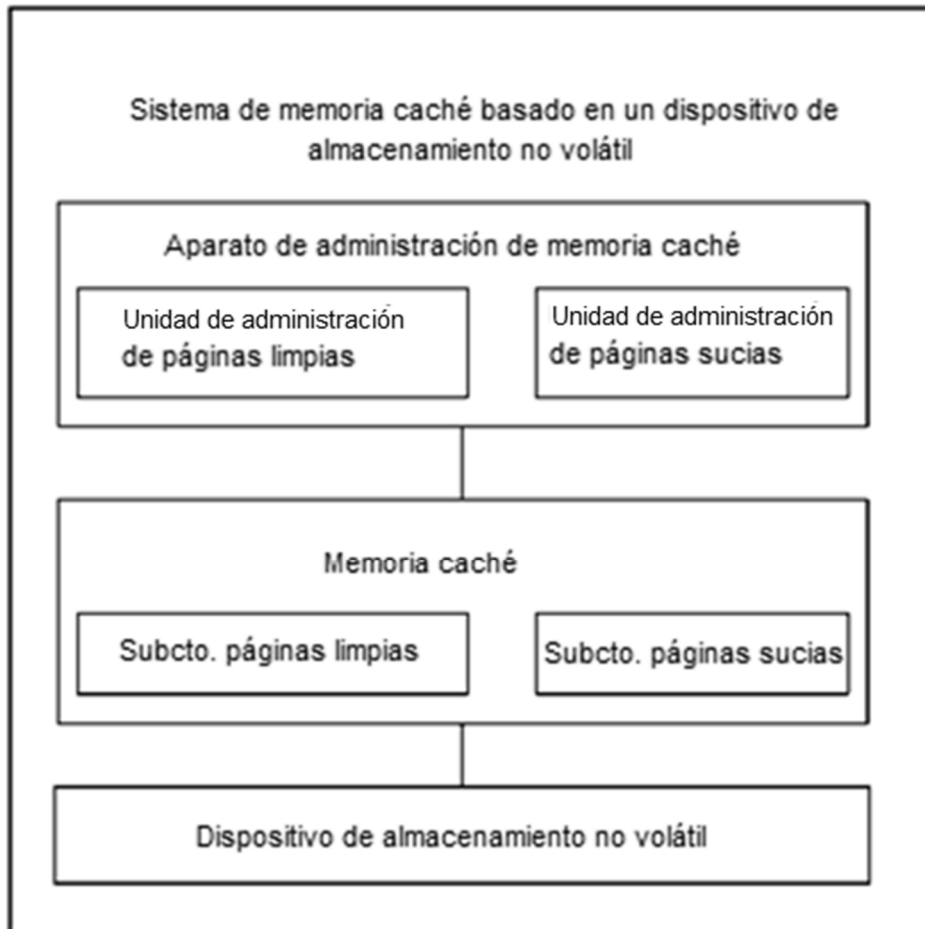 Sistema de memoria caché basado en un dispositivo de
almacenamiento no volátil
Aparato de administración de memoria caché
Unidad de administración
de páginas limpias
Unidad de administración
de páginas sucias
Memoria caché
Subcto. páginas limpias
Subcto. páginas sucias
Dispositivo de almacenamiento no volátil